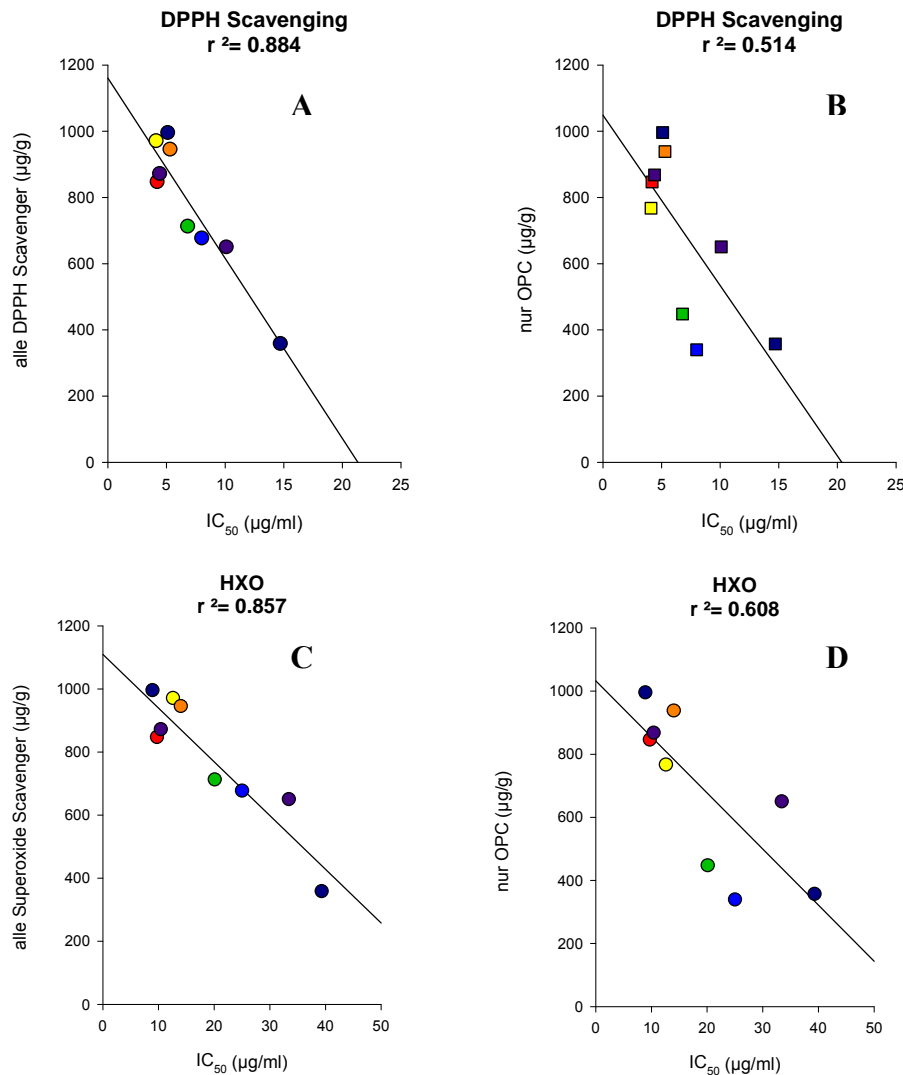 DPPH Scavenging
r ²= 0.884
A
alle DPPH Scavenger (µg/g)
1200
1000
800
600
400
200
0
0 5 10 15 20 25
IC50 (µg/ml)
DPPH Scavenging
r ²= 0.514
B
nur OPC (µg/g)
1200
1000
800
600
400
200
0
0 5 10 15 20 25
IC50 (µg/ml)
HXO
r ²= 0.857
C
alle Superoxide Scavenger (µg/g)
1200
1000
800
600
400
200
0
0 10 20 30 40 50
IC50 (µg/ml)
HXO
r ²= 0.608
D
nur OPC (µg/g)
1200
1000
800
600
400
200
0
0 10 20 30 40 50
IC50 (µg/ml)